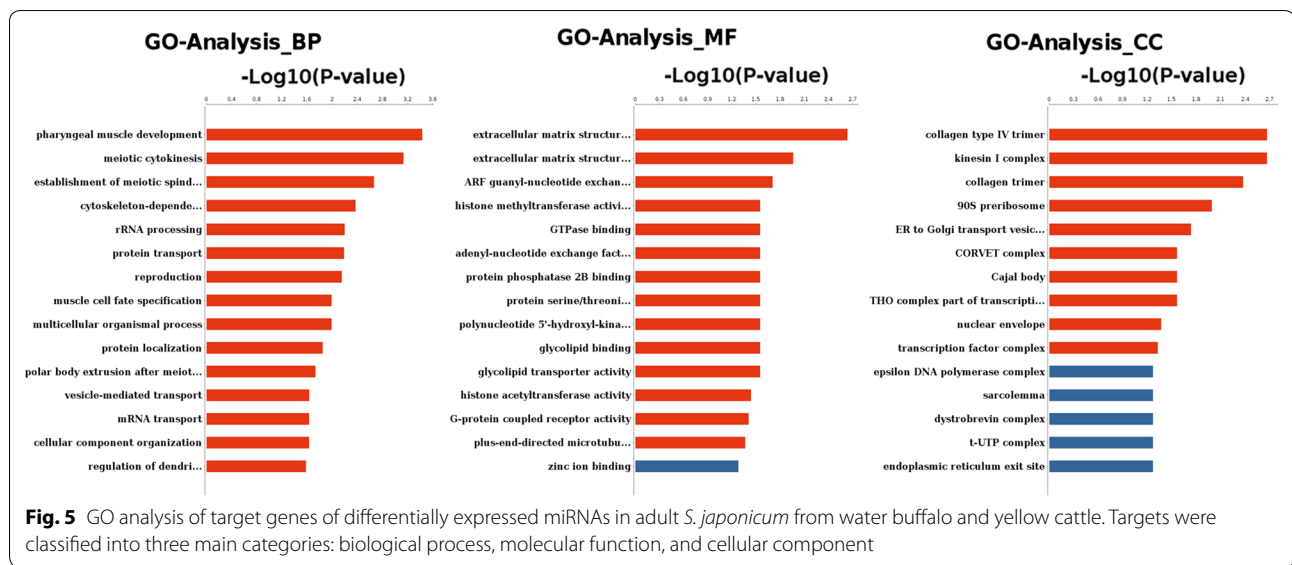 GO-Analysis_BP
-Log10(P-value)
0 0.4 0.8 1.2 1.6 2 2.4 2.8 3.2 3.6
pharyngeal muscle development
meiotic cytokinesis
establishment of meiotic spind...
cytoskeleton-depende...
rRNA processing
protein transport
reproduction
muscle cell fate specification
multicellular organismal process
protein localization
polar body extrusion after meiot...
vesicle-mediated transport
mRNA transport
cellular component organization
regulation of dendri...
GO-Analysis_MF
-Log10(P-value)
0 0.3 0.6 0.9 1.2 1.5 1.8 2.1 2.4 2.7
extracellular matrix structur...
extracellular matrix structur...
ARF guanyl-nucleotide exchan...
histone methyltransferase activi...
GTPase binding
adenyl-nucleotide exchange fact...
protein phosphatase 2B binding
protein serine/threoni...
polynucleotide 5'-hydroxyl-kina...
glycolipid binding
glycolipid transporter activity
histone acetyltransferase activity
G-protein coupled receptor activity
plus-end-directed microtubu...
zinc ion binding
GO-Analysis_CC
-Log10(P-value)
0 0.3 0.6 0.9 1.2 1.5 1.8 2.1 2.4 2.7
collagen type IV trimer
kinesin I complex
collagen trimer
90S preribosome
ER to Golgi transport vesic...
CORVET complex
Cajal body
THO complex part of transcripti...
nuclear envelope
transcription factor complex
epsilon DNA polymerase complex
sarcolemma
dystrobrevin complex
t-UTP complex
endoplasmic reticulum exit site
Fig. 5 GO analysis of target genes of differentially expressed miRNAs in adult S. japonicum from water buffalo and yellow cattle. Targets were
classified into three main categories: biological process, molecular function, and cellular component